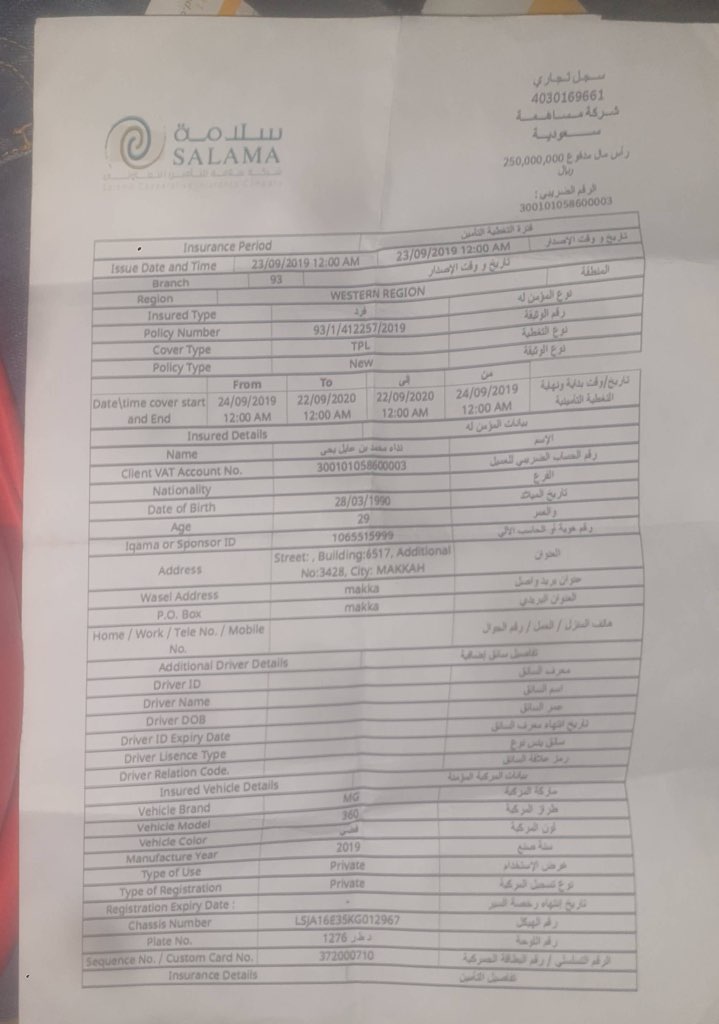 سجل تجاري
4030169661
شركة مساهمة
سعودية
رأس مال مدفوع 250,000,000
ريال
الرقم الضريبي :
300101058600003
سلامة
SALAMA
Insurance Period فترة التغطية التأمين
Issue Date and Time 23/09/2019 12:00 AM 23/09/2019 12:00 AM تاريخ و وقت الإصدار
Branch 93 تاريخ و وقت الإصدار
Region WESTERN REGION المنطقة
Insured Type فرد نوع المؤمن له
Policy Number 93/1/412257/2019 رقم الوثيقة
Cover Type TPL نوع التغطية
Policy Type New نوع الوثيقة
From To إلى من
Date\time cover start and End 24/09/2019 12:00 AM 22/09/2020 12:00 AM 22/09/2020 12:00 AM 24/09/2019 12:00 AM تاريخ/وقت بداية ونهاية التغطية التأمينية
Insured Details بيانات المؤمن له
Name نداء محمد بن يحى الإسم
Client VAT Account No. 300101058600003 رقم الحساب الضريبي للعميل
Nationality الفرع
Date of Birth 28/03/1990 تاريخ الميلاد
Age 29 والعمر
Iqama or Sponsor ID 1065515999 رقم هوية أو الحاسب الآلي
Address Street: , Building:6517, Additional No:3428, City: MAKKAH العنوان
Wasel Address makka عنوان بريد واصل
P.O. Box makka العنوان البريدي
Home / Work / Tele No. / Mobile No. هاتف المنزل / العمل / رقم الجوال
Additional Driver Details تفاصيل سائق إضافية
Driver ID معرف السائق
Driver Name اسم السائق
Driver DOB عمر السائق
Driver ID Expiry Date تاريخ انتهاء معرف السائق
Driver Lisence Type سائق نوع
Driver Relation Code. رمز علاقة السائق
Insured Vehicle Details بيانات المركبة المؤمنة
Vehicle Brand MG ماركة المركبة
Vehicle Model 360 طراز المركبة
Vehicle Color فضي لون المركبة
Manufacture Year 2019 سنة صنع
Type of Use Private غرض الإستخدام
Type of Registration Private نوع تسجيل المركبة
Registration Expiry Date : - تاريخ إنتهاء رخصة السير
Chassis Number LSJA16E35KG012967 رقم الهيكل
Plate No. 1276 رقم اللوحة
Sequence No. / Custom Card No. 372000710 الرقم التسلسلي / رقم البطاقة الجمركية
Insurance Details تفاصيل التأمين